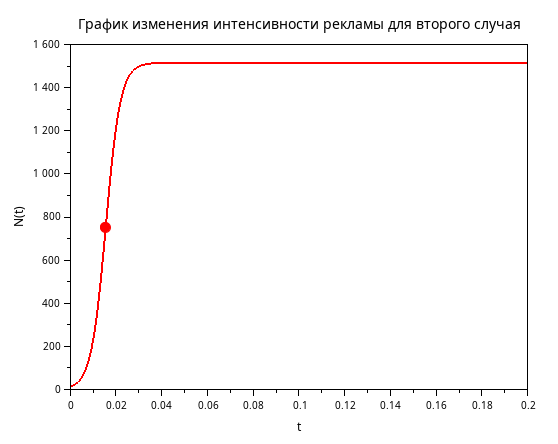 График изменения интенсивности рекламы для второго случая
1 600
1 400
1 200
1 000
800
600
400
200
0
N(t)
0 0.02 0.04 0.06 0.08 0.1 0.12 0.14 0.16 0.18 0.2
t